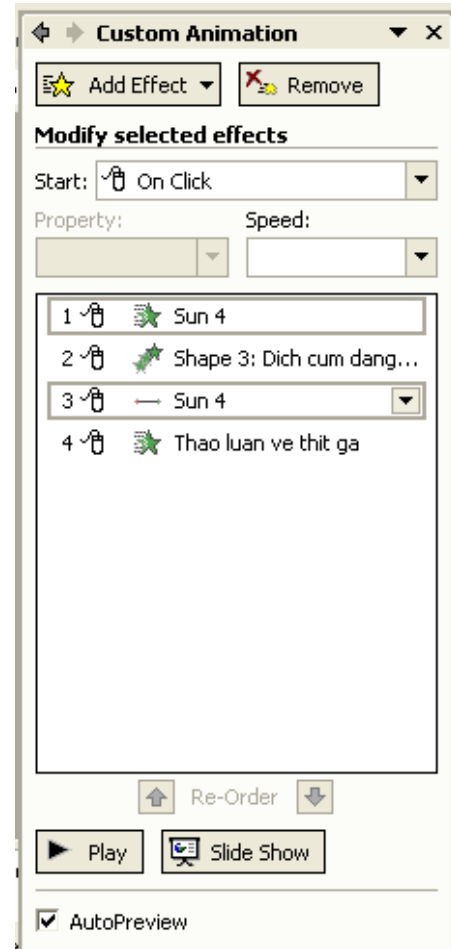 Custom Animation
Add Effect Remove
Modify selected effects
Start: On Click
Property: Speed:
1 Sun 4
2 Shape 3: Dich cum dang...
3 Sun 4
4 Thao luan ve thit ga
Re-Order
Play Slide Show
AutoPreview